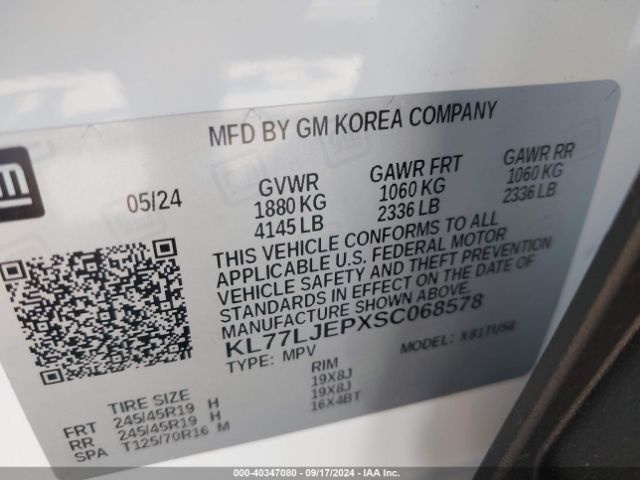 MFD BY GM KOREA COMPANY
gm
05/24
GVWR
1880 KG
4145 LB
GAWR FRT
1060 KG
2336 LB
GAWR RR
1060 KG
2336 LB
THIS VEHICLE CONFORMS TO ALL
APPLICABLE U.S. FEDERAL MOTOR
VEHICLE SAFETY AND THEFT PREVENTION
STANDARDS IN EFFECT ON THE DATE OF
MANUFACTURE SHOWN ABOVE.
KL77LJEPXSC068578
TYPE: MPV
MODEL: X81TU58
TIRE SIZE
RIM
FRT 245/45R19 H 19X8J
RR 245/45R19 H 19X8J
SPA T125/70R16 M 16X4BT
000-40347080 - 09/17/2024 - IAA Inc.